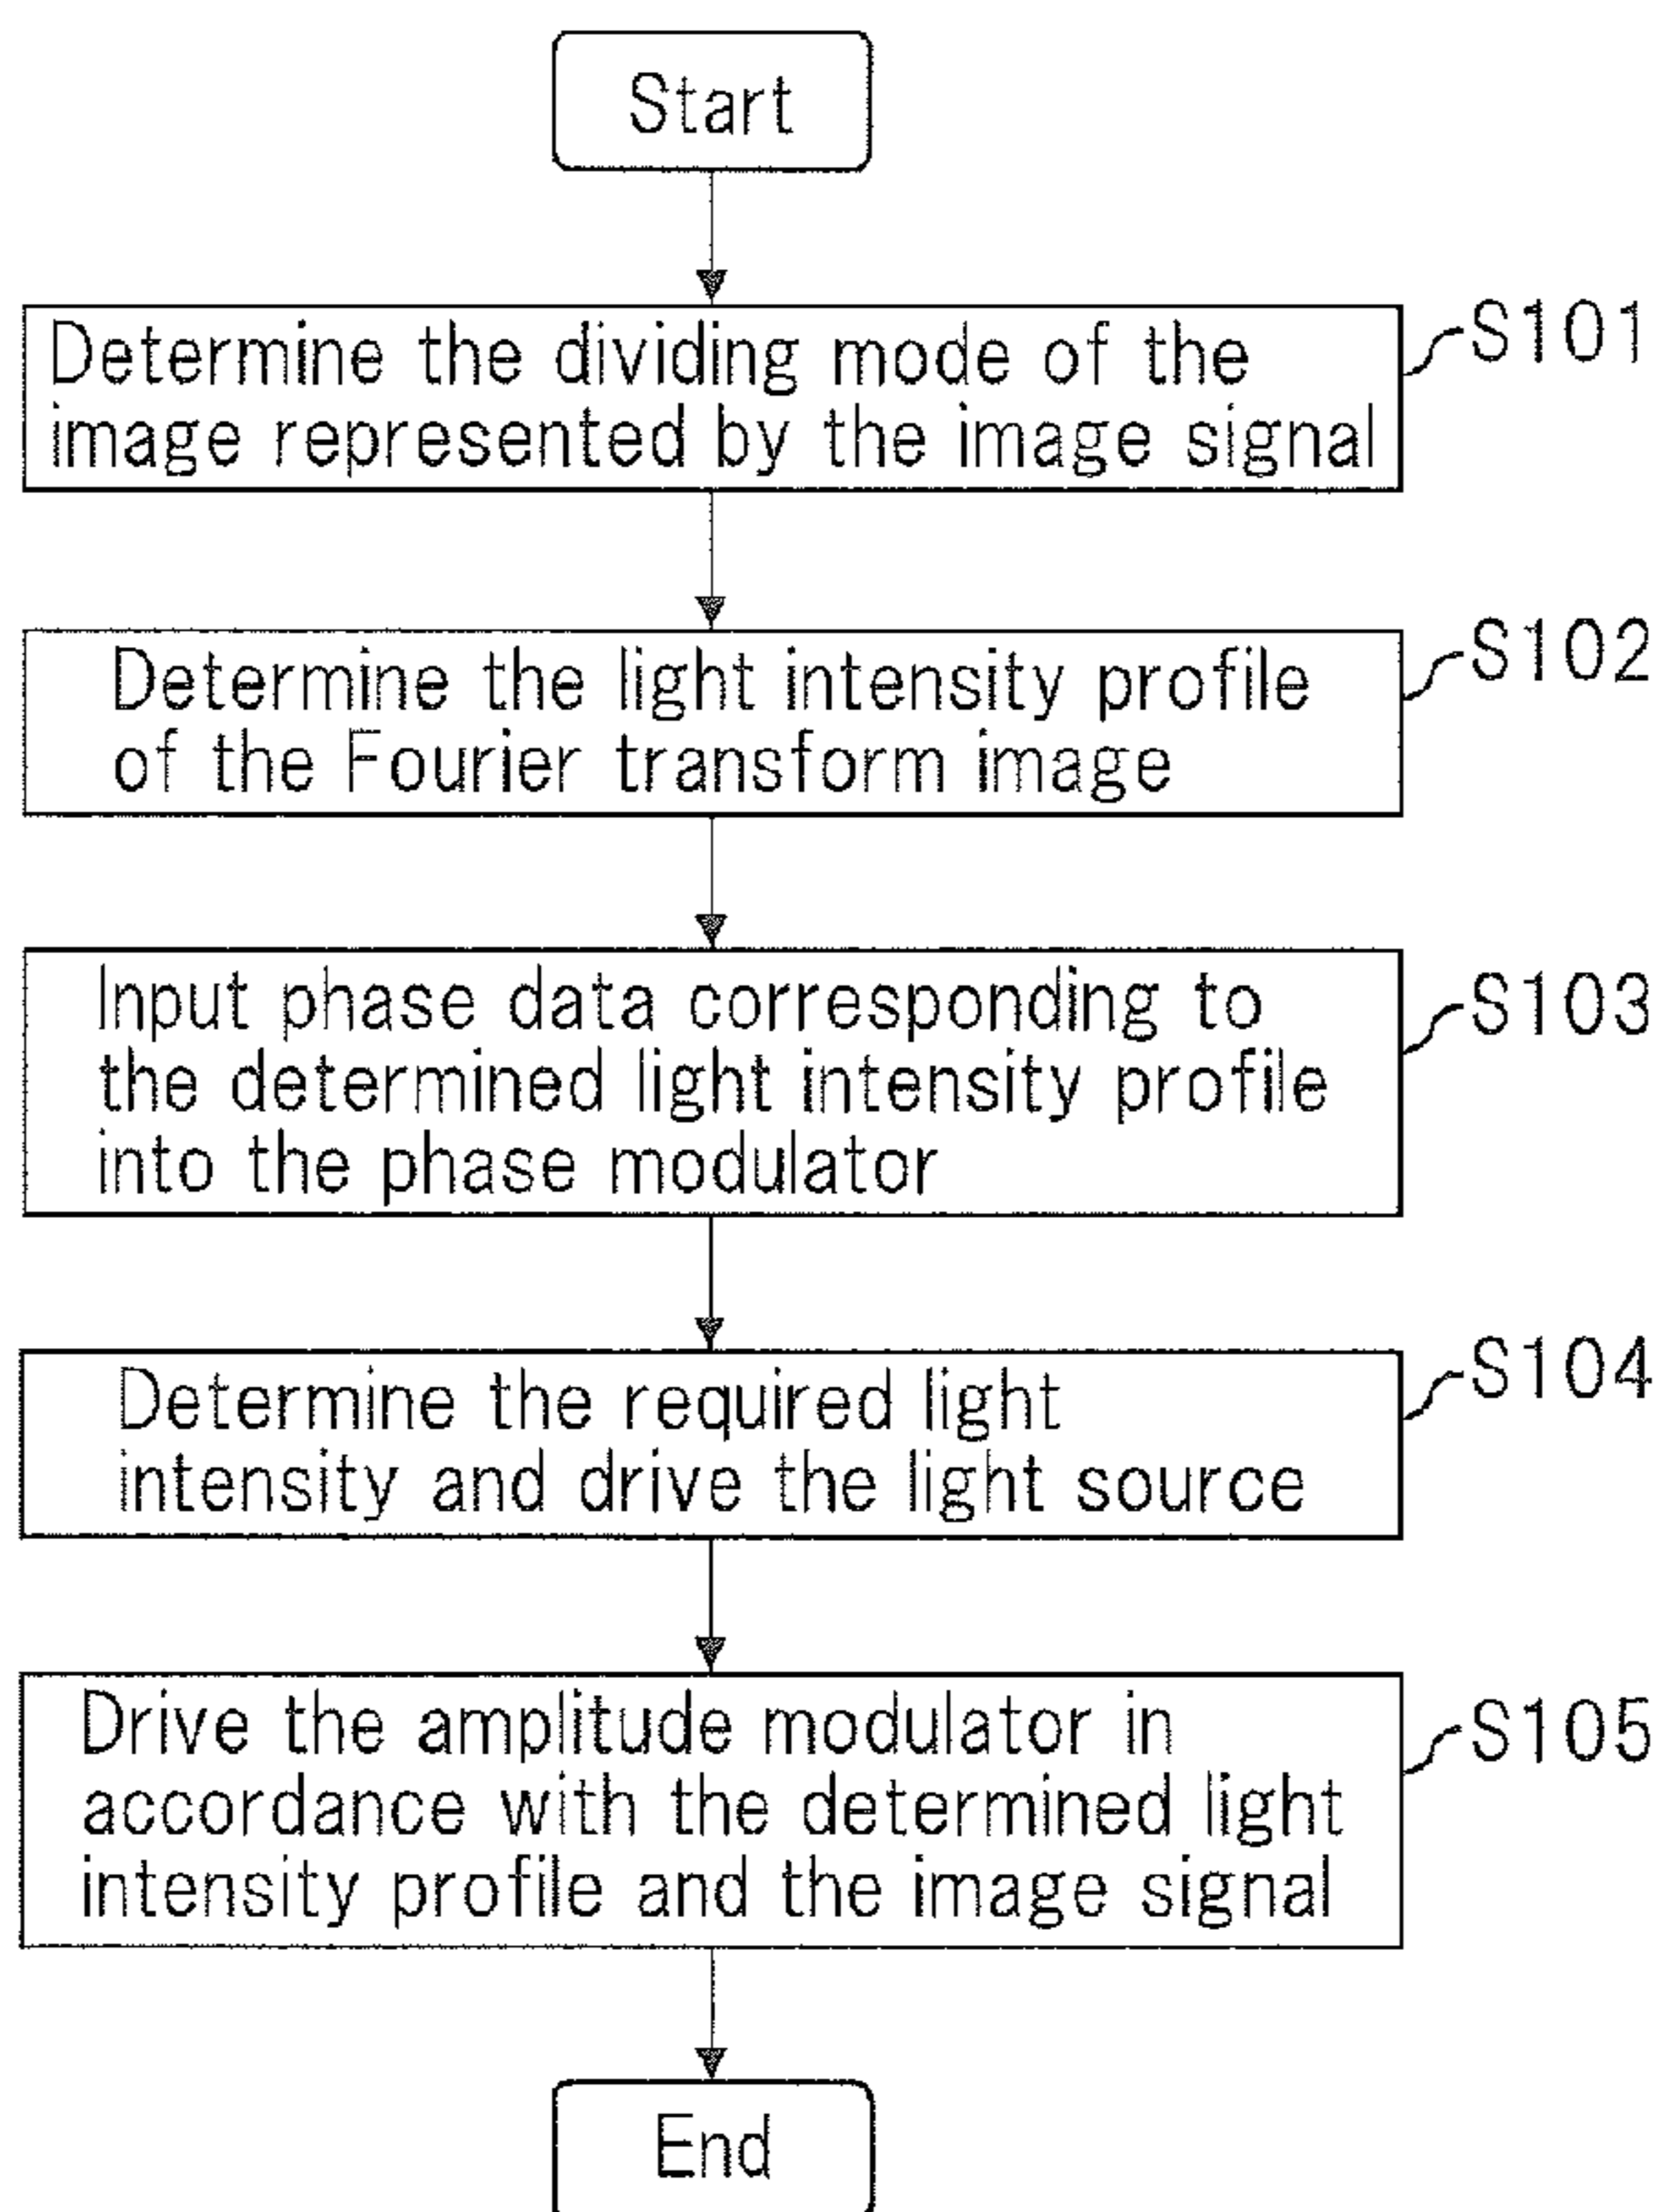 Start
Determine the dividing mode of the
image represented by the image signal
S101
Determine the light intensity profile
of the Fourier transform image
S102
Input phase data corresponding to
the determined light intensity profile
into the phase modulator
S103
Determine the required light
intensity and drive the light source
S104
Drive the amplitude modulator in
accordance with the determined light
intensity profile and the image signal
S105
End